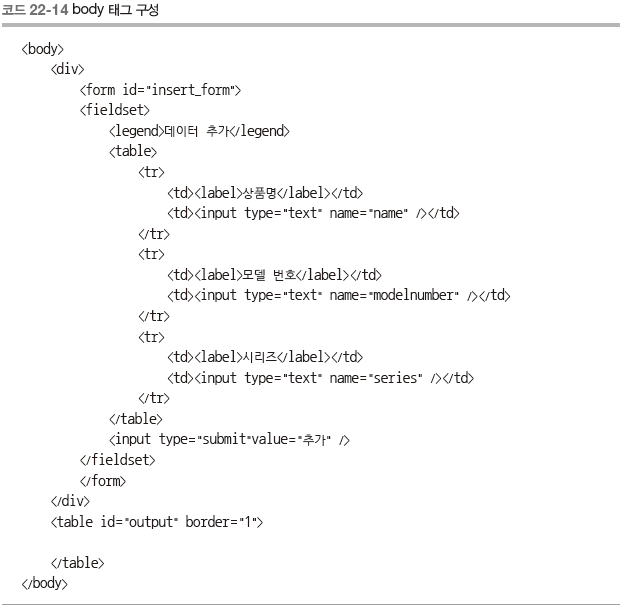 코드 22-14 body 태그 구성
<body>
<div>
<form id="insert_form">
<fieldset>
<legend>데이터 추가</legend>
<table>
<tr>
<td><label>상품명</label></td>
<td><input type="text" name="name" /></td>
</tr>
<tr>
<td><label>모델 번호</label></td>
<td><input type="text" name="modelnumber" /></td>
</tr>
<tr>
<td><label>시리즈</label></td>
<td><input type="text" name="series" /></td>
</tr>
</table>
<input type="submit"value="추가" />
</fieldset>
</form>
</div>
<table id="output" border="1">
</table>
</body>